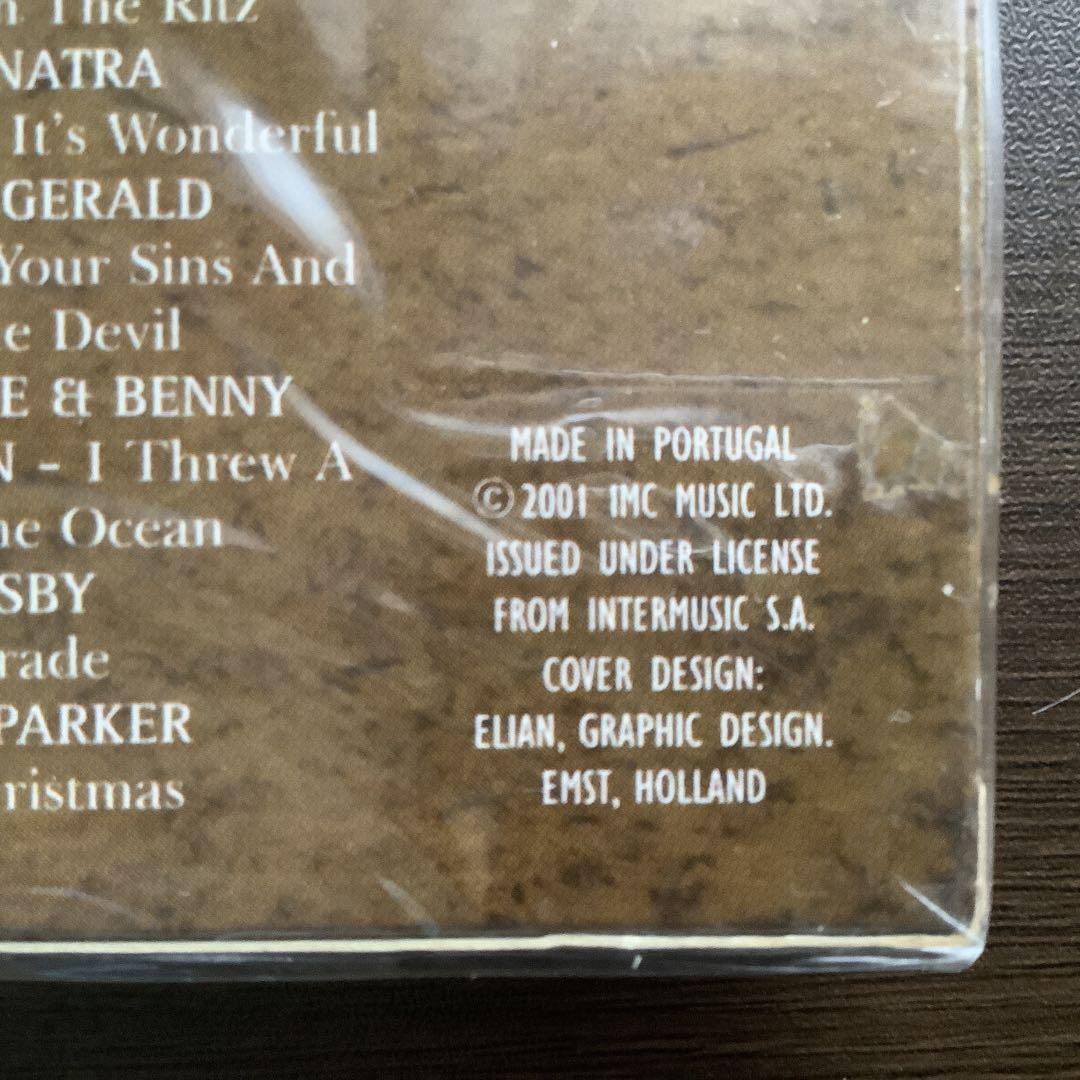 The Ritz
NATRA
It's Wonderful
GERALD
Your Sins And
e Devil
E & BENNY
N - I Threw A
he Ocean
SBY
rade
PARKER
ristmas
MADE IN PORTUGAL
© 2001 IMC MUSIC LTD.
ISSUED UNDER LICENSE
FROM INTERMUSIC S.A.
COVER DESIGN:
ELIAN, GRAPHIC DESIGN.
EMST, HOLLAND